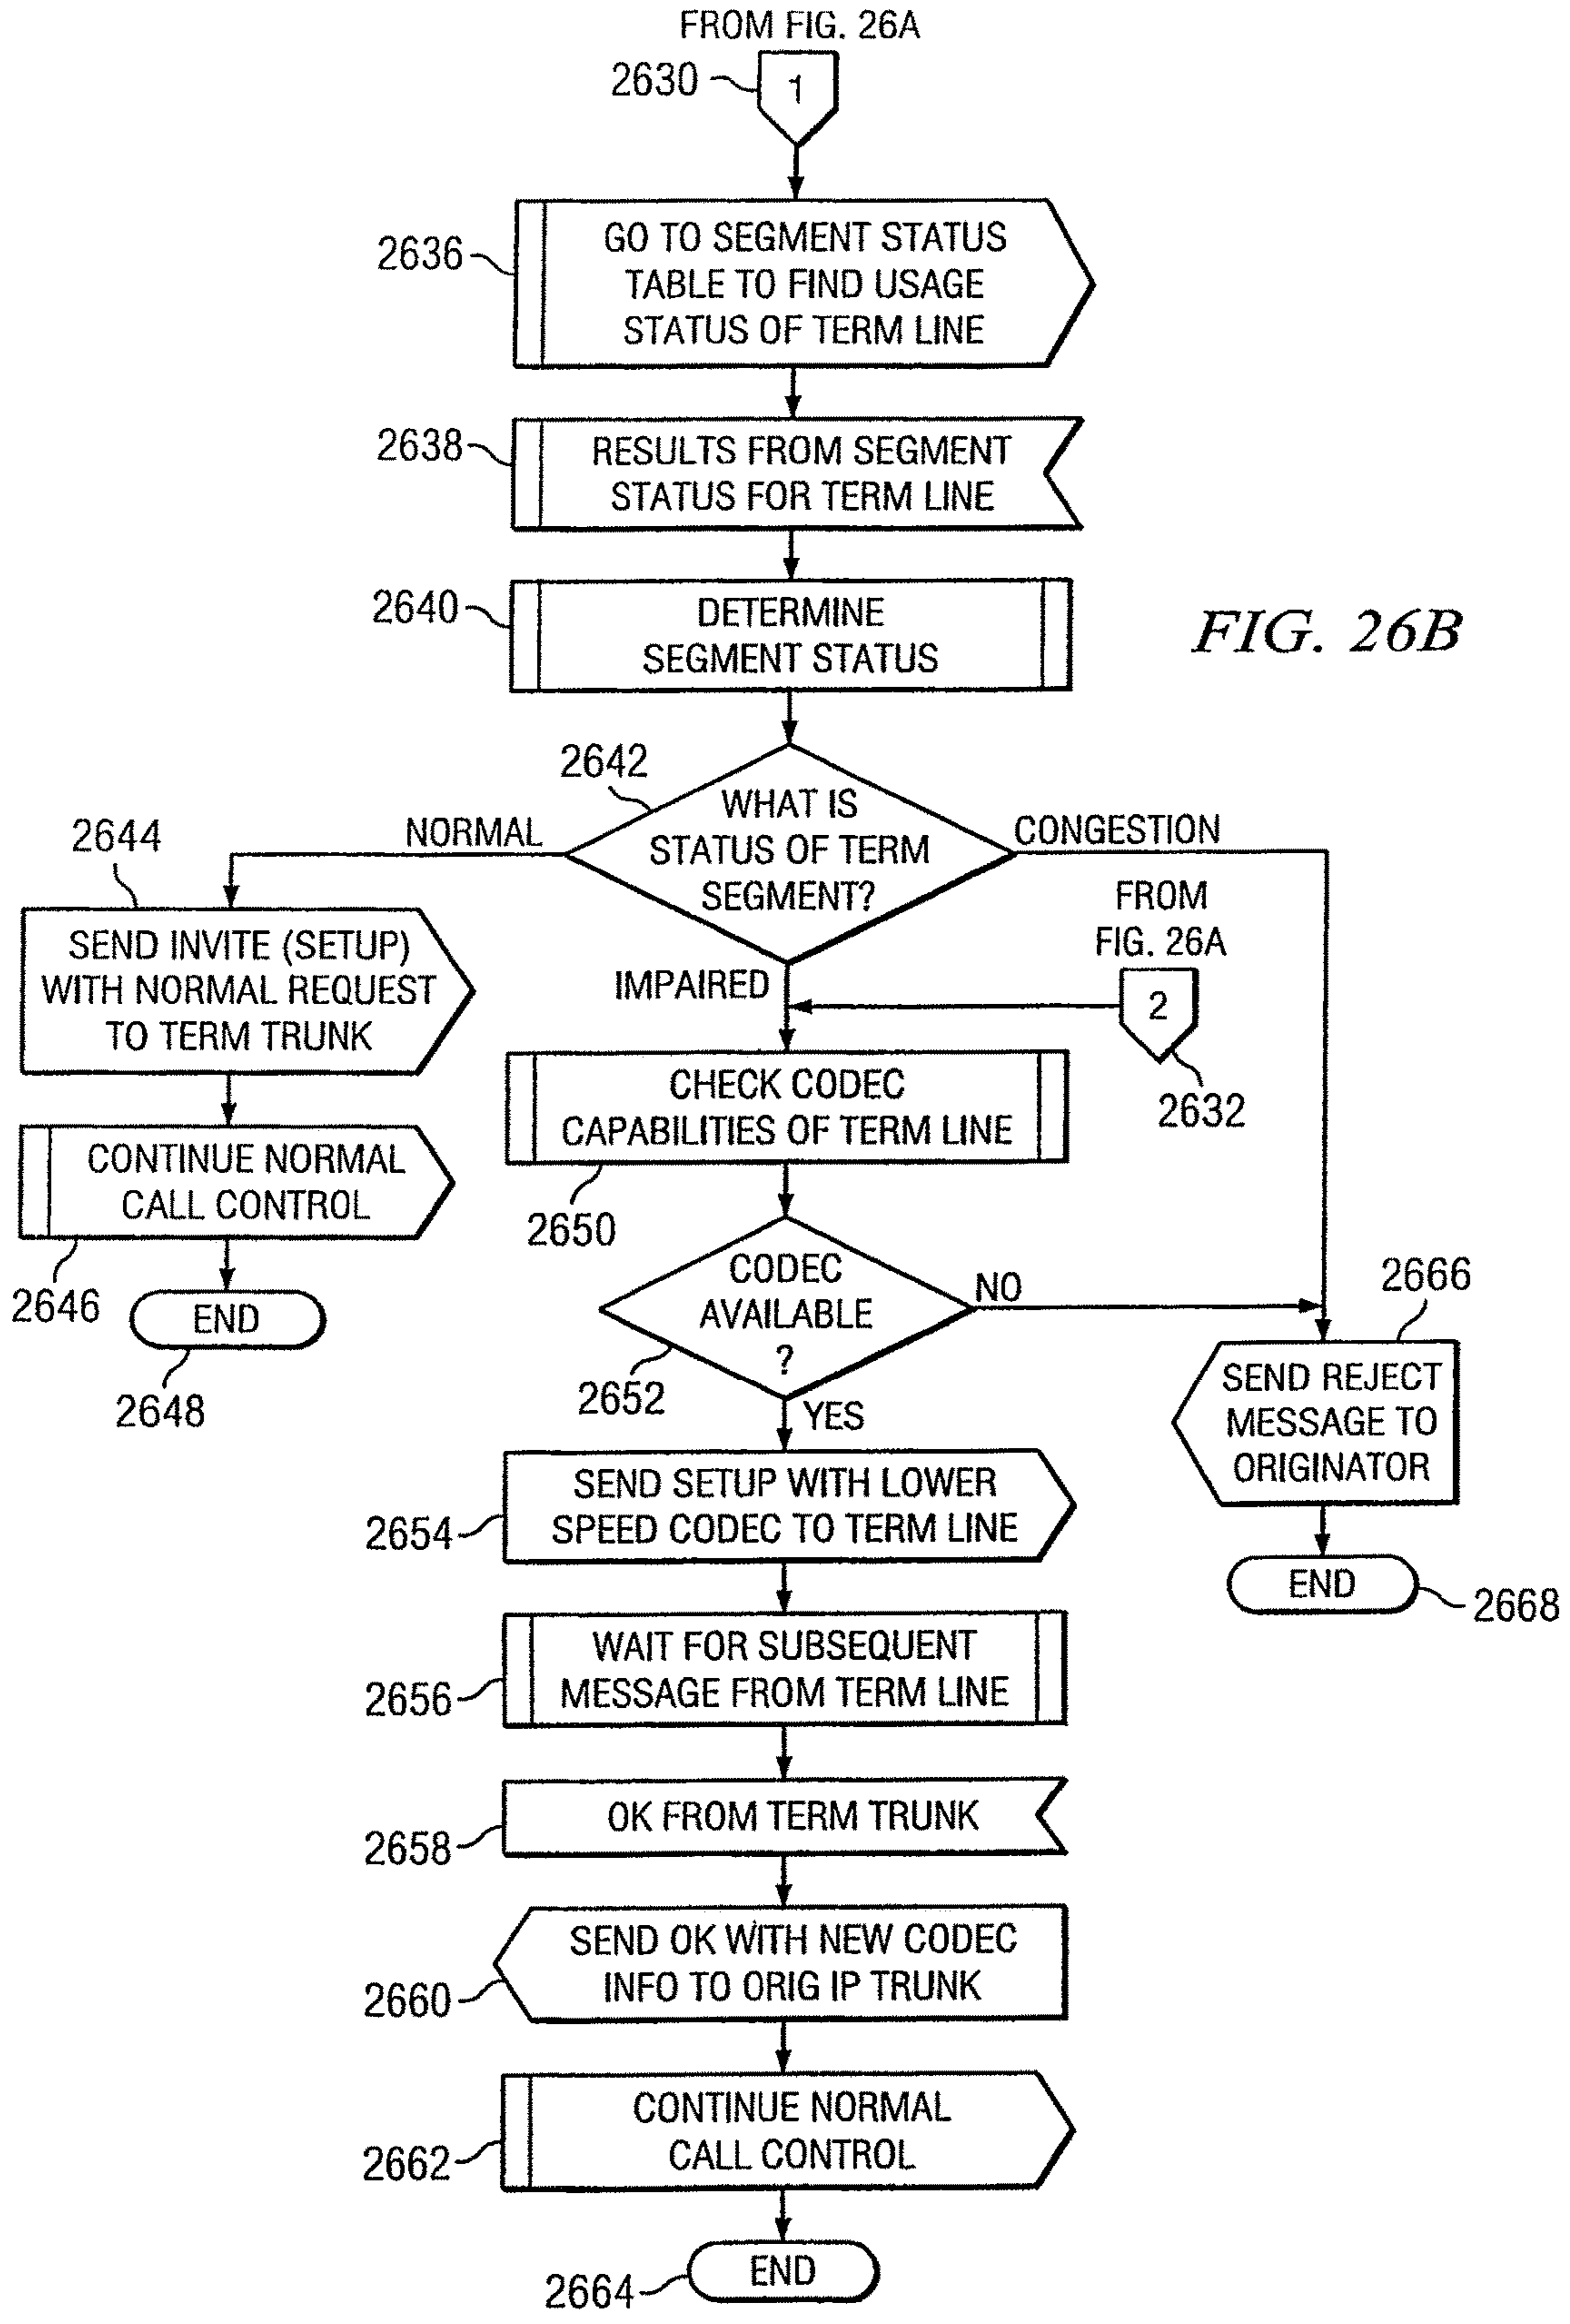 FROM FIG. 26A
2630
1
2636
GO TO SEGMENT STATUS
TABLE TO FIND USAGE
STATUS OF TERM LINE
2638
RESULTS FROM SEGMENT
STATUS FOR TERM LINE
2640
DETERMINE
SEGMENT STATUS
FIG. 26B
2642
WHAT IS
STATUS OF TERM
SEGMENT?
NORMAL
CONGESTION
2644
SEND INVITE (SETUP)
WITH NORMAL REQUEST
TO TERM TRUNK
FROM
FIG. 26A
2
2632
IMPAIRED
CHECK CODEC
CAPABILITIES OF TERM LINE
2650
CONTINUE NORMAL
CALL CONTROL
2646
END
2648
CODEC
AVAILABLE
?
2652
NO
YES
2666
SEND REJECT
MESSAGE TO
ORIGINATOR
END
2668
SEND SETUP WITH LOWER
SPEED CODEC TO TERM LINE
2654
WAIT FOR SUBSEQUENT
MESSAGE FROM TERM LINE
2656
OK FROM TERM TRUNK
2658
SEND OK WITH NEW CODEC
INFO TO ORIG IP TRUNK
2660
CONTINUE NORMAL
CALL CONTROL
2662
END
2664